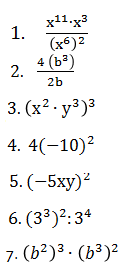 1. x¹¹·x³/(x⁶)²
2. 4 (b³)/2b
3. (x² · y³)³
4. 4(−10)²
5. (−5xy)²
6. (3³)²: 3⁴
7. (b²)³ · (b³)²